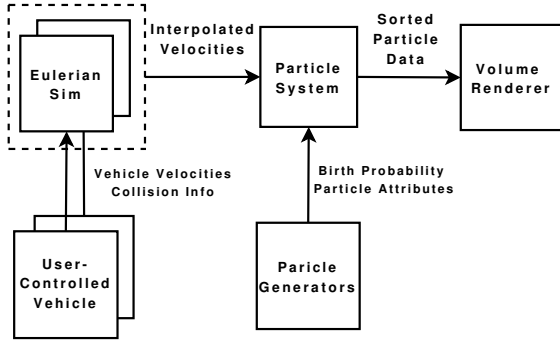 Eulerian
Sim
Interpolated
Velocities
Particle
System
Sorted
Particle
Data
Volume
Renderer
Vehicle Velocities
Collision Info
Birth Probability
Particle Attributes
User-
Controlled
Vehicle
Paricle
Generators